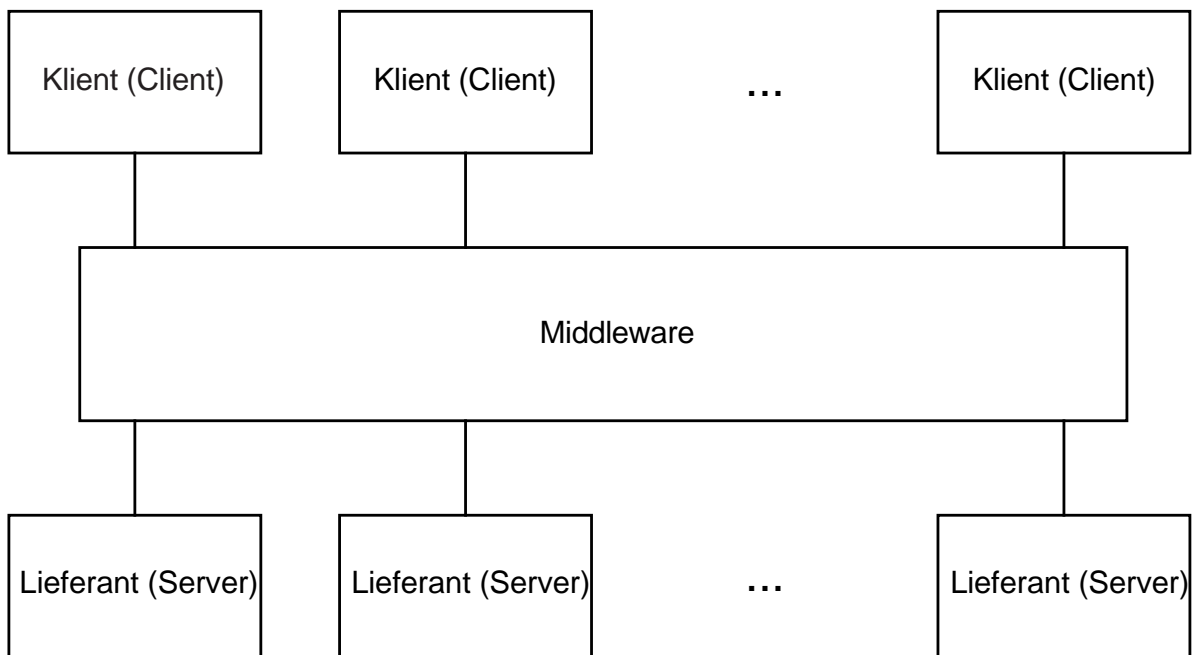 Klient (Client)
Klient (Client)
...
Klient (Client)
Middleware
Lieferant (Server)
Lieferant (Server)
...
Lieferant (Server)